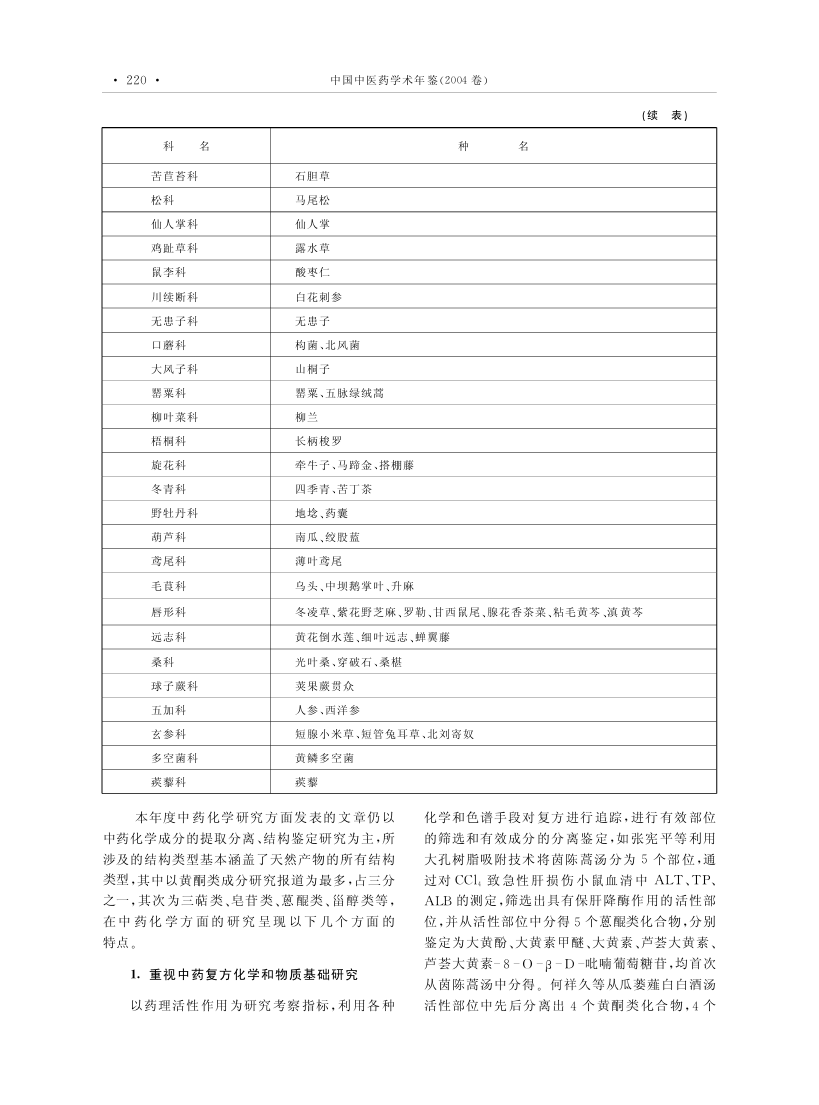 · 220 · 中国中医药学术年鉴(2004 卷)
(续 表)
科 名 种 名
苦苣苔科 石胆草
松科 马尾松
仙人掌科 仙人掌
鸡趾草科 露水草
鼠李科 酸枣仁
川续断科 白花刺参
无患子科 无患子
口蘑科 构菌、北风菌
大风子科 山桐子
罂粟科 罂粟、五脉绿绒蒿
柳叶菜科 柳兰
梧桐科 长柄梭罗
旋花科 牵牛子、马蹄金、搭棚藤
冬青科 四季青、苦丁茶
野牡丹科 地埝、药囊
葫芦科 南瓜、绞股蓝
鸢尾科 薄叶鸢尾
毛茛科 乌头、中坝鹅掌叶、升麻
唇形科 冬凌草、紫花野芝麻、罗勒、甘西鼠尾、腺花香茶菜、粘毛黄芩、滇黄芩
远志科 黄花倒水莲、细叶远志、蝉翼藤
桑科 光叶桑、穿破石、桑椹
球子蕨科 荚果蕨贯众
五加科 人参、西洋参
玄参科 短腺小米草、短管兔耳草、北刘寄奴
多空菌科 黄鳞多空菌
蒺藜科 蒺藜
本年度中药化学研究方面发表的文章仍以
中药化学成分的提取分离、结构鉴定研究为主,所
涉及的结构类型基本涵盖了天然产物的所有结构
类型,其中以黄酮类成分研究报道为最多,占三分
之一,其次为三萜类、皂苷类、蒽醌类、甾醇类等,
在中药化学方面的研究呈现以下几个方面的
特点。
1. 重视中药复方化学和物质基础研究
以药理活性作用为研究考察指标,利用各种
化学和色谱手段对复方进行追踪,进行有效部位
的筛选和有效成分的分离鉴定,如张宪平等利用
大孔树脂吸附技术将茵陈蒿汤分为 5 个部位,通
过对 CCl₄ 致急性肝损伤小鼠血清中 ALT、TP、
ALB 的测定,筛选出具有保肝降酶作用的活性部
位,并从活性部位中分得 5 个蒽醌类化合物,分别
鉴定为大黄酚、大黄素甲醚、大黄素、芦荟大黄素、
芦荟大黄素-8-O-β-D-吡喃葡萄糖苷,均首次
从茵陈蒿汤中分得。何祥久等从瓜蒌薤白白酒汤
活性部位中先后分离出 4 个黄酮类化合物,4 个